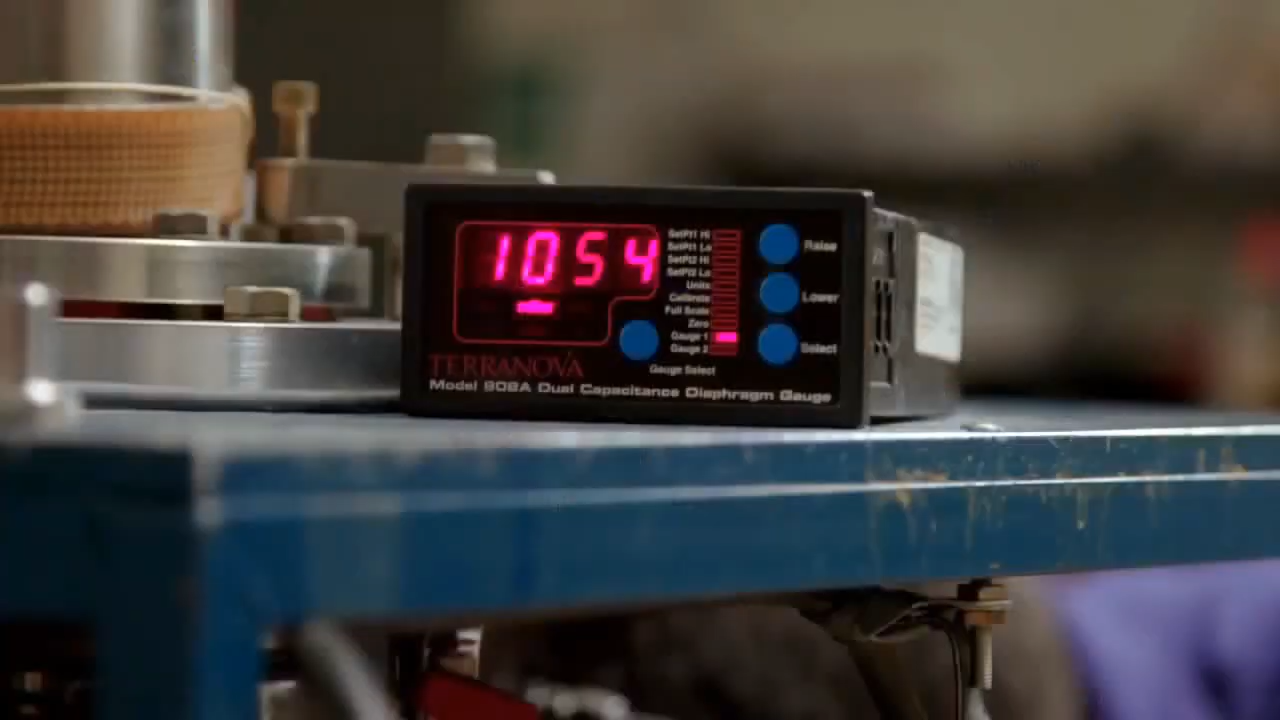 1054
SetPt1 Hi
SetPt1 Lo
SetPt2 Hi
SetPt2 Lo
Units
Calibrate
Full Scale
Zero
Gauge 1
Gauge 2
Raise
Lower
Select
Gauge Select
TERRANOVA
Model 908A Dual Capacitance Diaphragm Gauge